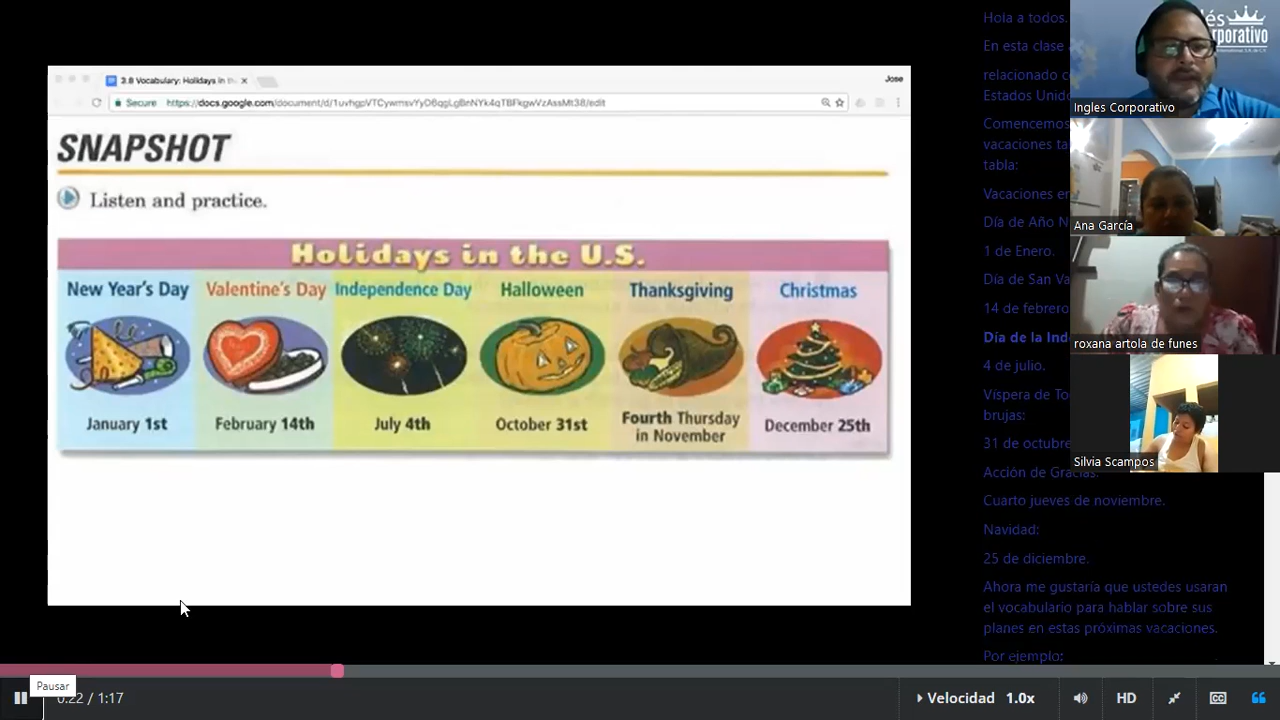 3.8 Vocabulary: Holidays in th
Jose
Secure https://docs.google.com/document/d/
SNAPSHOT
Listen and practice.
Holidays in the U.S.
New Year's Day
Valentine's Day
Independence Day
Halloween
Thanksgiving
Christmas
January 1st
February 14th
July 4th
October 31st
Fourth Thursday
in November
December 25th
Hola a todos.
En esta clase
relacionado
Estados Unido
Comencemos
vacaciones ta
tabla:
Vacaciones en
Día de Año N
1 de Enero.
Día de San Va
14 de febrero
Día de la Ind
4 de julio.
Víspera de To
brujas:
31 de octubre
Acción de Gracias:
Cuarto jueves de noviembre.
Navidad:
25 de diciembre.
Ahora me gustaría que ustedes usaran
el vocabulario para hablar sobre sus
planes en estas próximas vacaciones.
Por ejemplo:
és
rporativo
Ingles Corporativo
Ana García
roxana artola de funes
Silvia Scampos
Pausar
0:22 / 1:17
Velocidad 1.0x
HD
CC